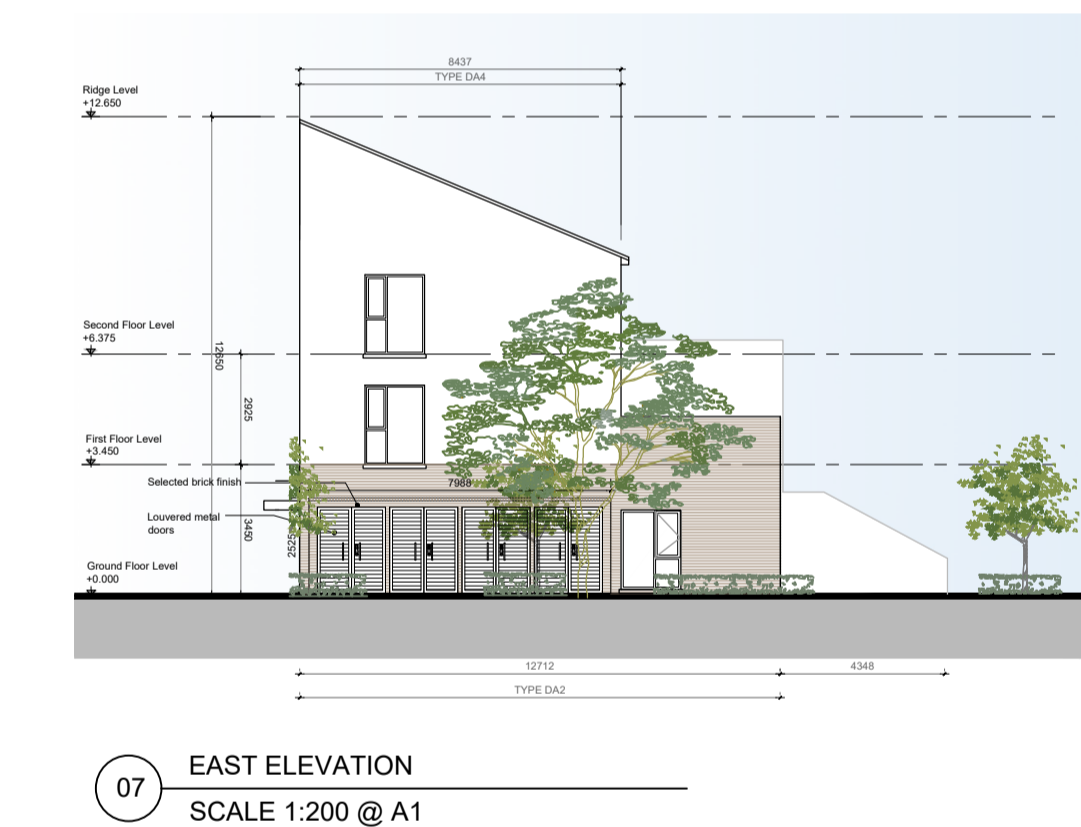 8437
TYPE DA4
Ridge Level
+12.650
Second Floor Level
+6.375
12650
2925
First Floor Level
+3.450
Selected brick finish
7988
Louvered metal
doors
3450
2525
Ground Floor Level
+0.000
12712
4348
TYPE DA2
07
EAST ELEVATION
SCALE 1:200 @ A1